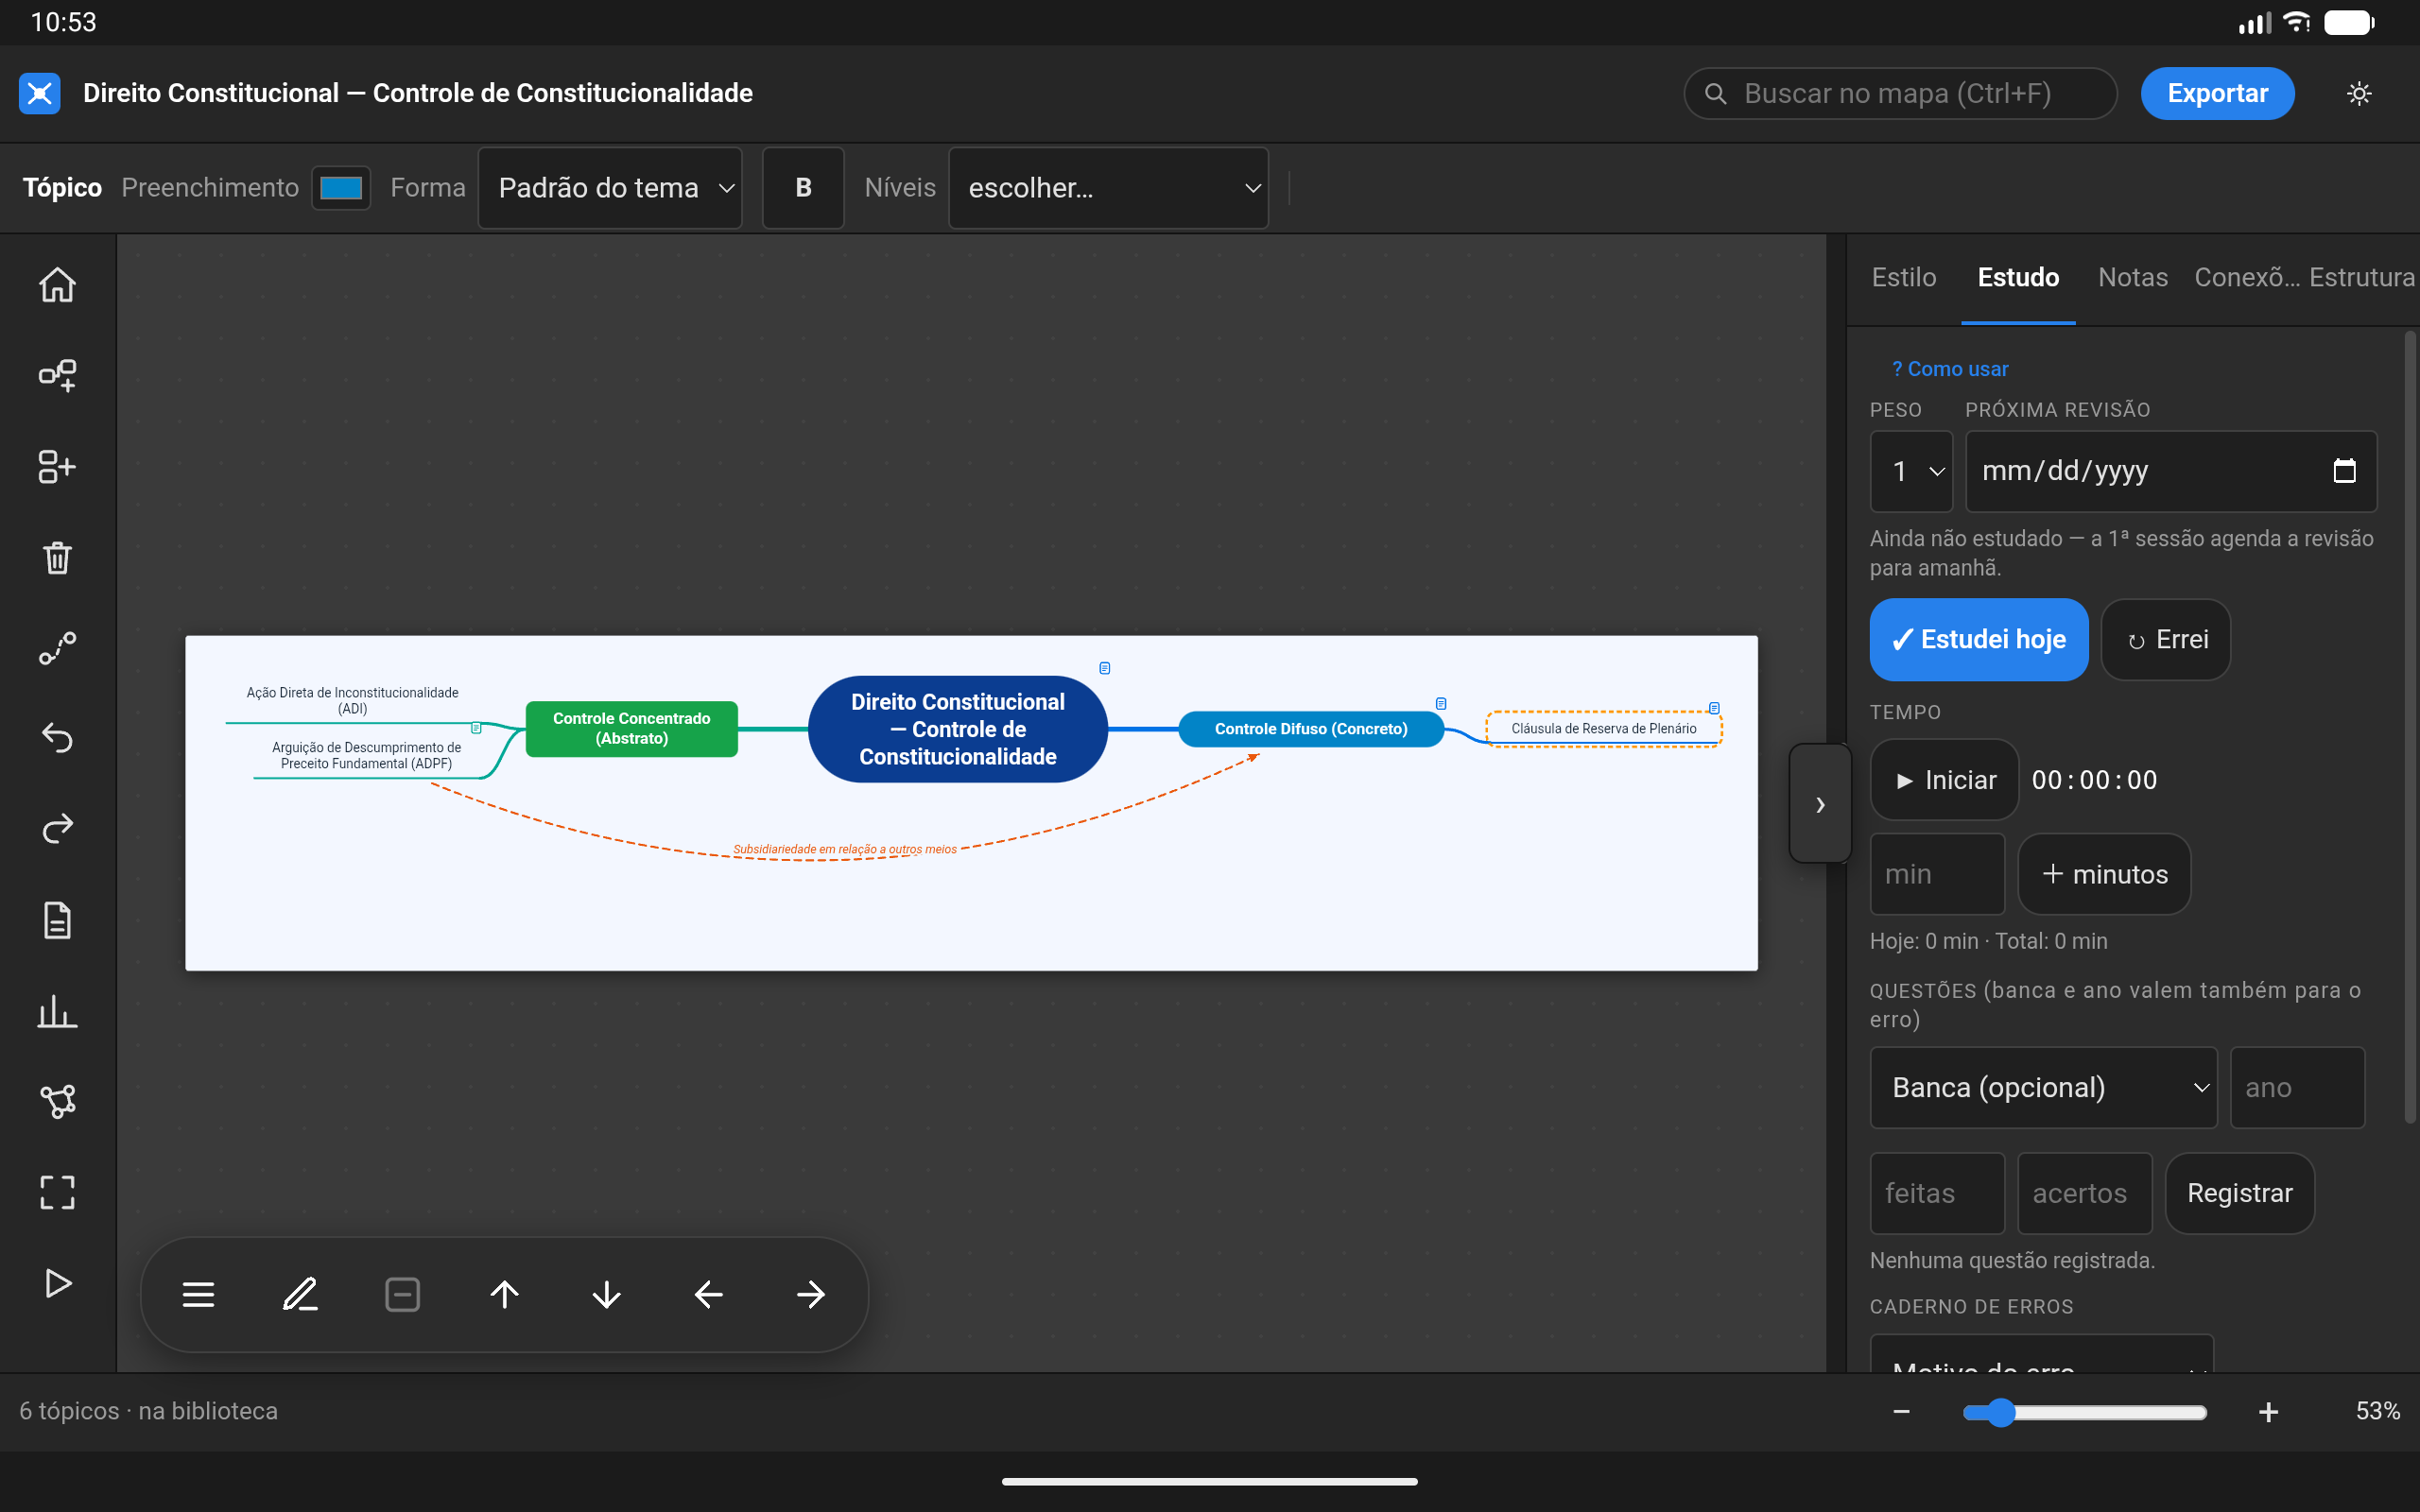 10:53
Direito Constitucional — Controle de Constitucionalidade
Buscar no mapa (Ctrl+F)
Exportar
Tópico Preenchimento Forma Padrão do tema B Níveis escolher...
Estilo Estudo Notas Conexõ... Estrutura
? Como usar
PESO PRÓXIMA REVISÃO
1 mm/dd/yyyy
Ainda não estudado — a 1ª sessão agenda a revisão
para amanhã.
✓ Estudei hoje ↻ Errei
TEMPO
▶ Iniciar 00:00:00
min + minutos
Hoje: 0 min · Total: 0 min
QUESTÕES (banca e ano valem também para o
erro)
Banca (opcional) ano
feitas acertos Registrar
Nenhuma questão registrada.
CADERNO DE ERROS
Motivo do erro
Ação Direta de Inconstitucionalidade
(ADI)
Arguição de Descumprimento de
Preceito Fundamental (ADPF)
Controle Concentrado
(Abstrato)
Direito Constitucional
— Controle de
Constitucionalidade
Controle Difuso (Concreto)
Cláusula de Reserva de Plenário
Subsidiariedade em relação a outros meios
6 tópicos · na biblioteca
53%